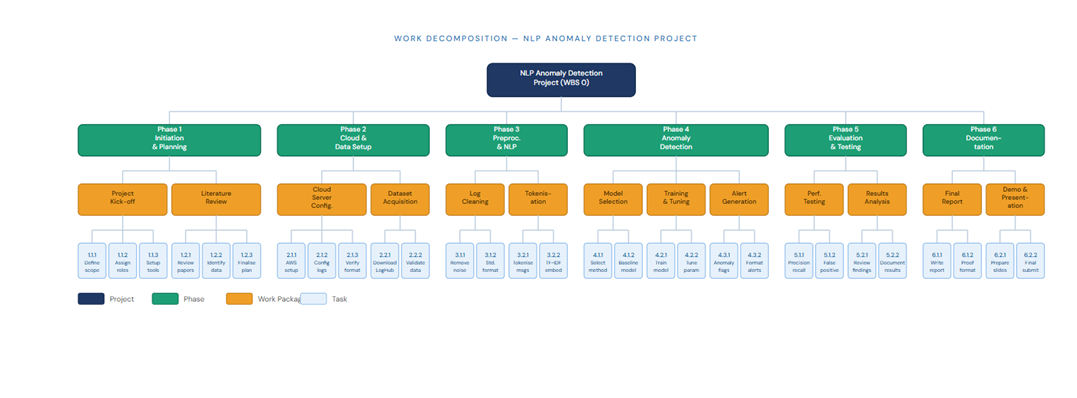 WORK DECOMPOSITION — NLP ANOMALY DETECTION PROJECT
NLP Anomaly Detection
Project (WBS 0)
Phase 1
Initiation
& Planning
Phase 2
Cloud &
Data Setup
Phase 3
Preproc.
& NLP
Phase 4
Anomaly
Detection
Phase 5
Evaluation
& Testing
Phase 6
Documen-
tation
Project
Kick-off
Literature
Review
Cloud
Server
Config.
Dataset
Acquisition
Log
Cleaning
Tokenis-
ation
Model
Selection
Training
& Tuning
Alert
Generation
Perf.
Testing
Results
Analysis
Final
Report
Demo &
Present-
ation
1.1.1
Define
scope
1.1.2
Assign
roles
1.1.3
Setup
tools
1.2.1
Review
papers
1.2.2
Identify
data
1.2.3
Finalise
plan
2.1.1
AWS
setup
2.1.2
Config
logs
2.1.3
Verify
format
2.2.1
Download
LogHub
2.2.2
Validate
data
3.1.1
Remove
noise
3.1.2
Std.
format
3.2.1
Tokenise
msgs
3.2.2
TF-IDF
embed
4.1.1
Select
method
4.1.2
Baseline
model
4.2.1
Train
model
4.2.2
Tune
param
4.3.1
Anomaly
flags
4.3.2
Format
alerts
5.1.1
Precision
recall
5.1.2
False
positive
5.2.1
Review
findings
5.2.2
Document
results
6.1.1
Write
report
6.1.2
Proof
format
6.2.1
Prepare
slides
6.2.2
Final
submit
Project
Phase
Work Packag
Task